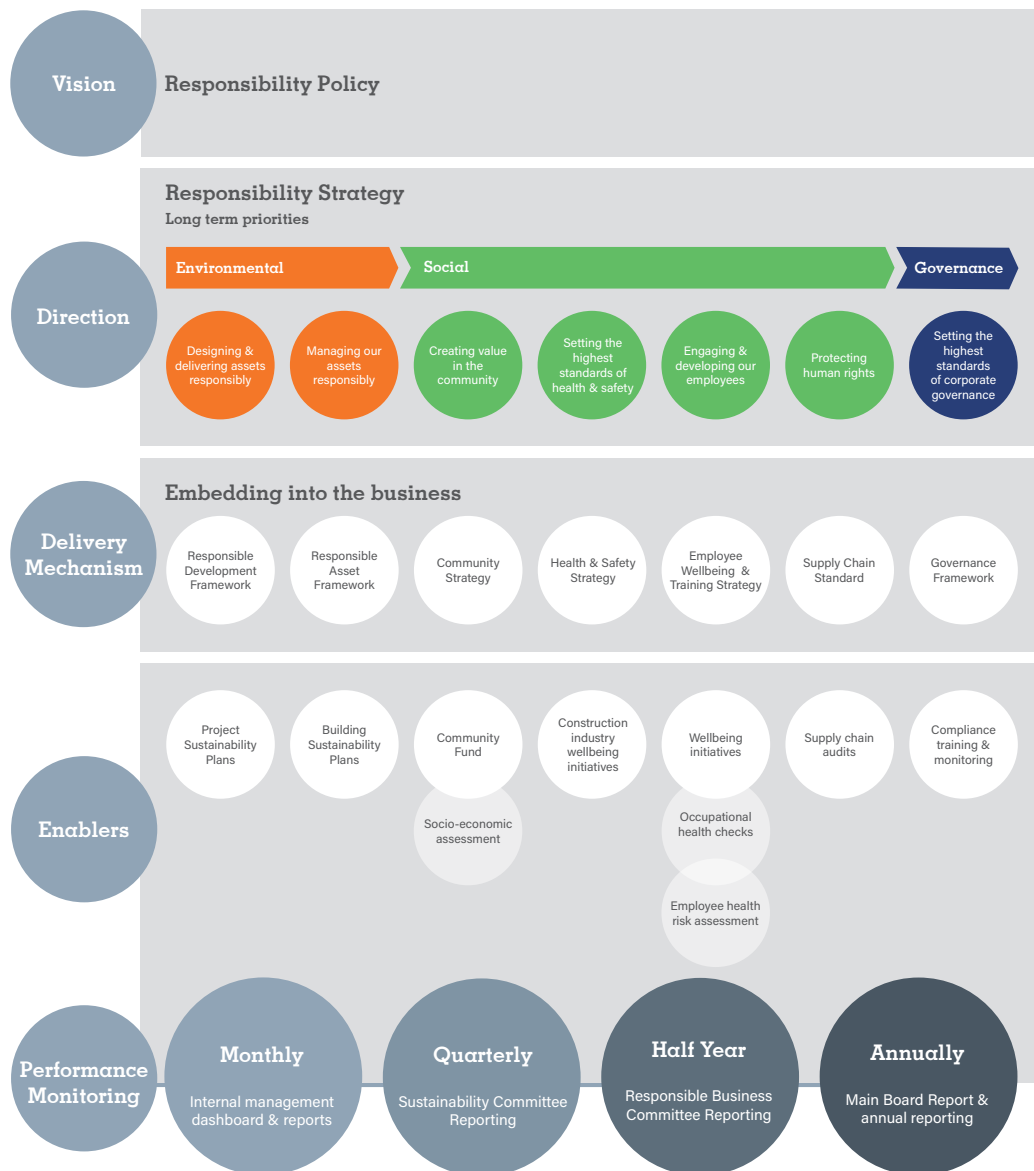 Vision
Responsibility Policy
Direction
Responsibility Strategy
Long term priorities
Environmental
Social
Governance
Designing &
delivering assets
responsibly
Managing our
assets
responsibly
Creating value
in the
community
Setting the
highest
standards of
health & safety
Engaging &
developing our
employees
Protecting
human rights
Setting the
highest
standards
of corporate
governance
Delivery
Mechanism
Embedding into the business
Responsible
Development
Framework
Responsible
Asset
Framework
Community
Strategy
Health & Safety
Strategy
Employee
Wellbeing &
Training Strategy
Supply Chain
Standard
Governance
Framework
Enablers
Project
Sustainability
Plans
Building
Sustainability
Plans
Community
Fund
Socio-economic
assessment
Construction
industry
wellbeing
initiatives
Wellbeing
initiatives
Occupational
health checks
Employee health
risk assessment
Supply chain
audits
Compliance
training &
monitoring
Performance
Monitoring
Monthly
Internal management
dashboard & reports
Quarterly
Sustainability Committee
Reporting
Half Year
Responsible Business
Committee Reporting
Annually
Main Board Report &
annual reporting